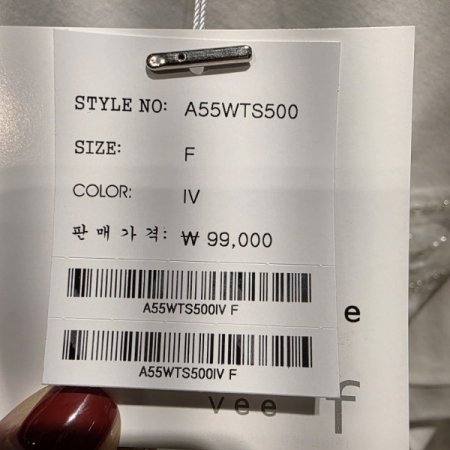 STYLE NO: A55WTS500
SIZE: F
COLOR: IV
판매가격: ₩ 99,000
A55WTS500IV F
A55WTS500IV F
e
vee f